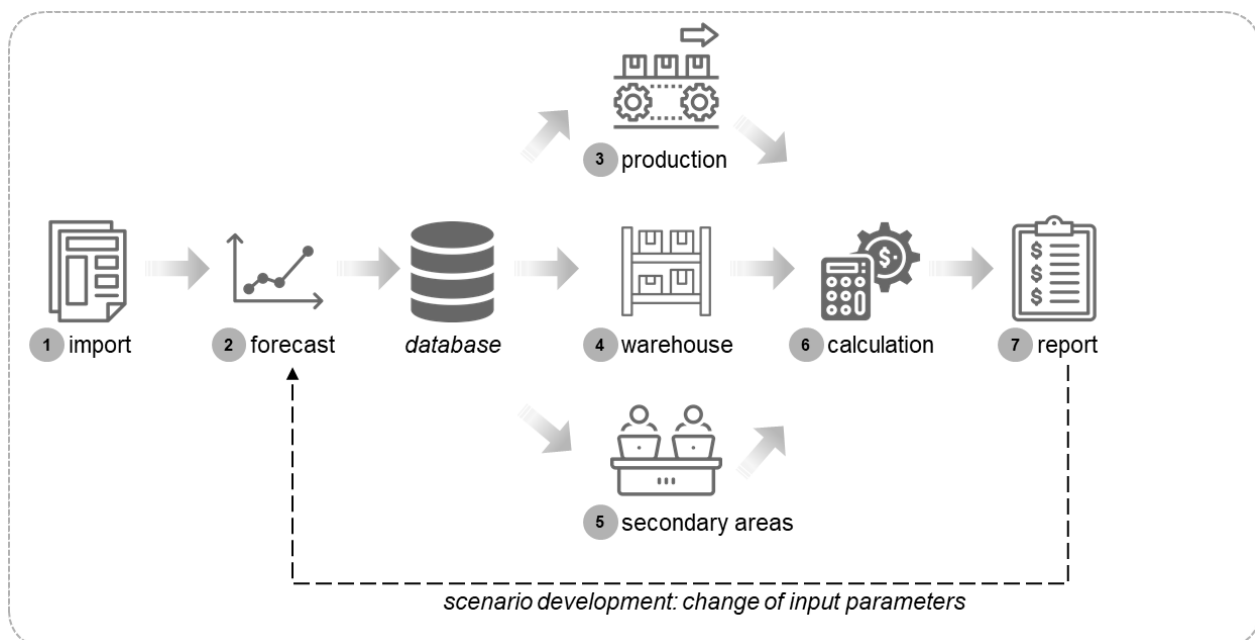 3 production
1 import
2 forecast
database
4 warehouse
6 calculation
7 report
5 secondary areas
scenario development: change of input parameters
$
$
$
$